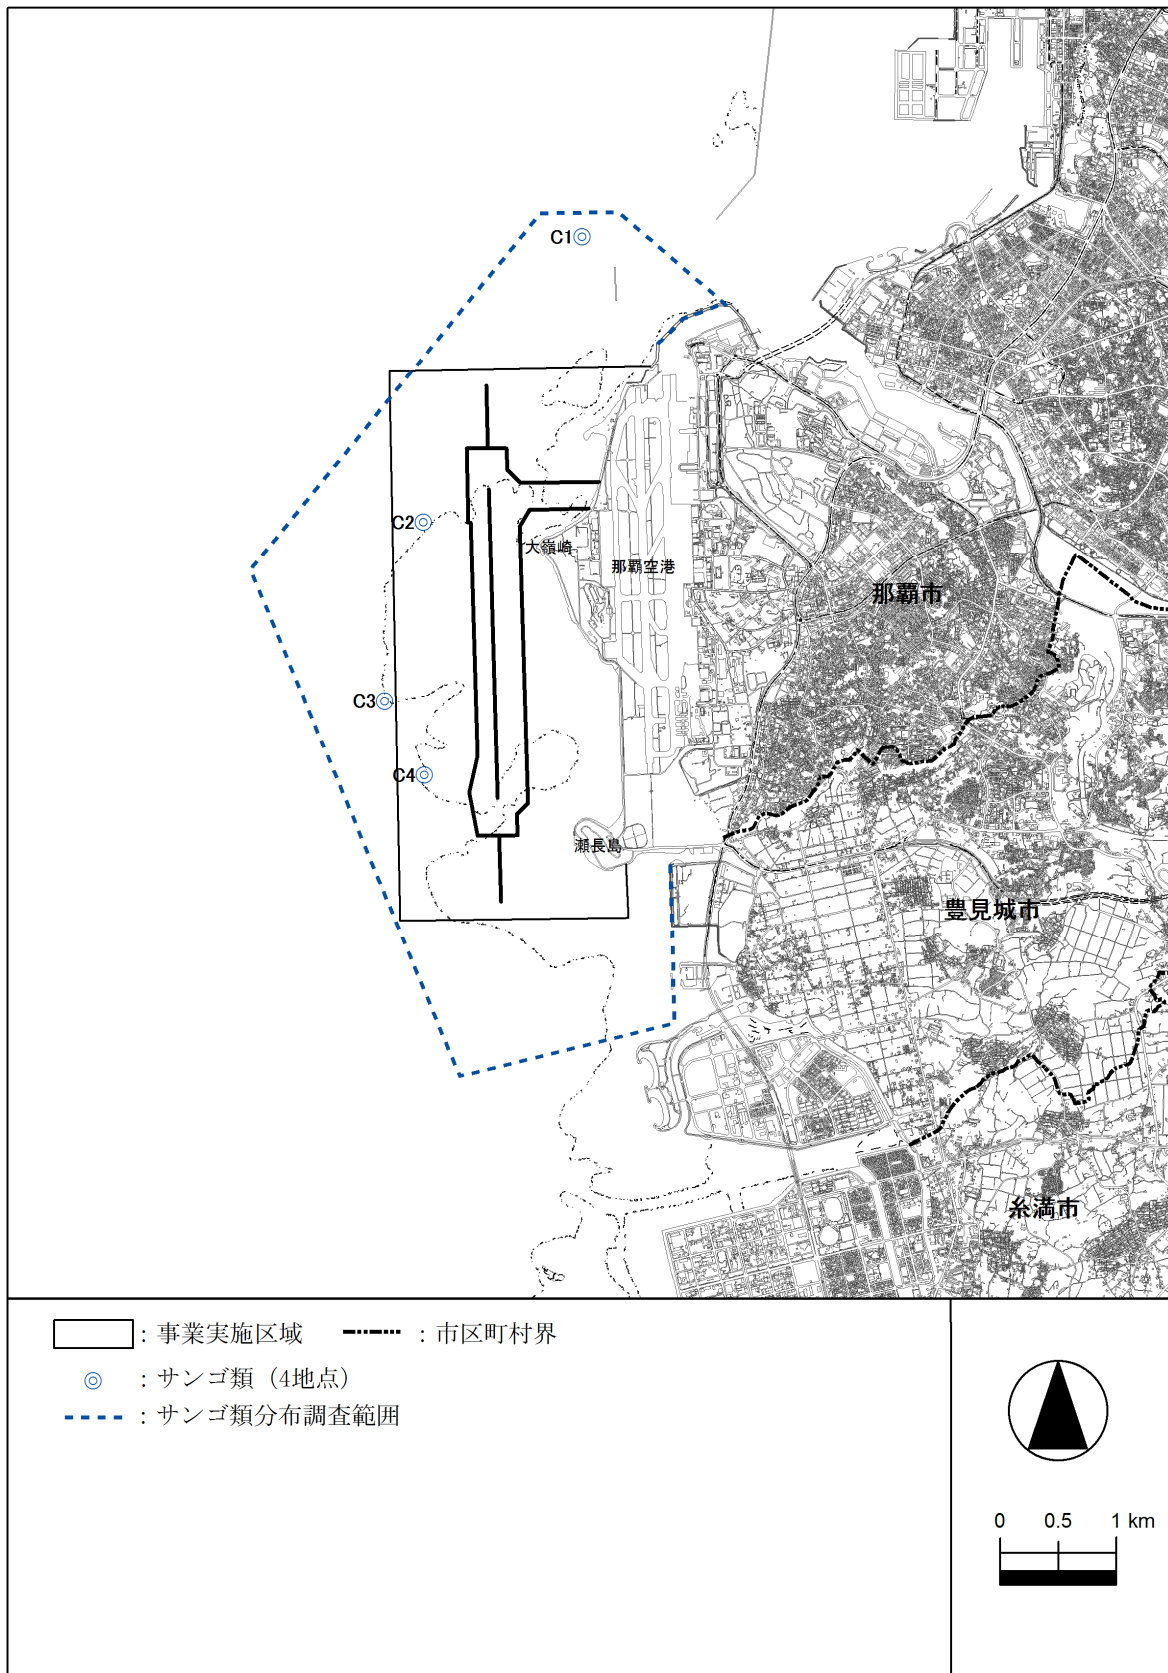 C1
C2
大嶺崎
那覇空港
那覇市
C3
C4
瀬長島
豊見城市
糸満市
：事業実施区域
：市区町村界
：サンゴ類（4地点）
：サンゴ類分布調査範囲
0 0.5 1 km